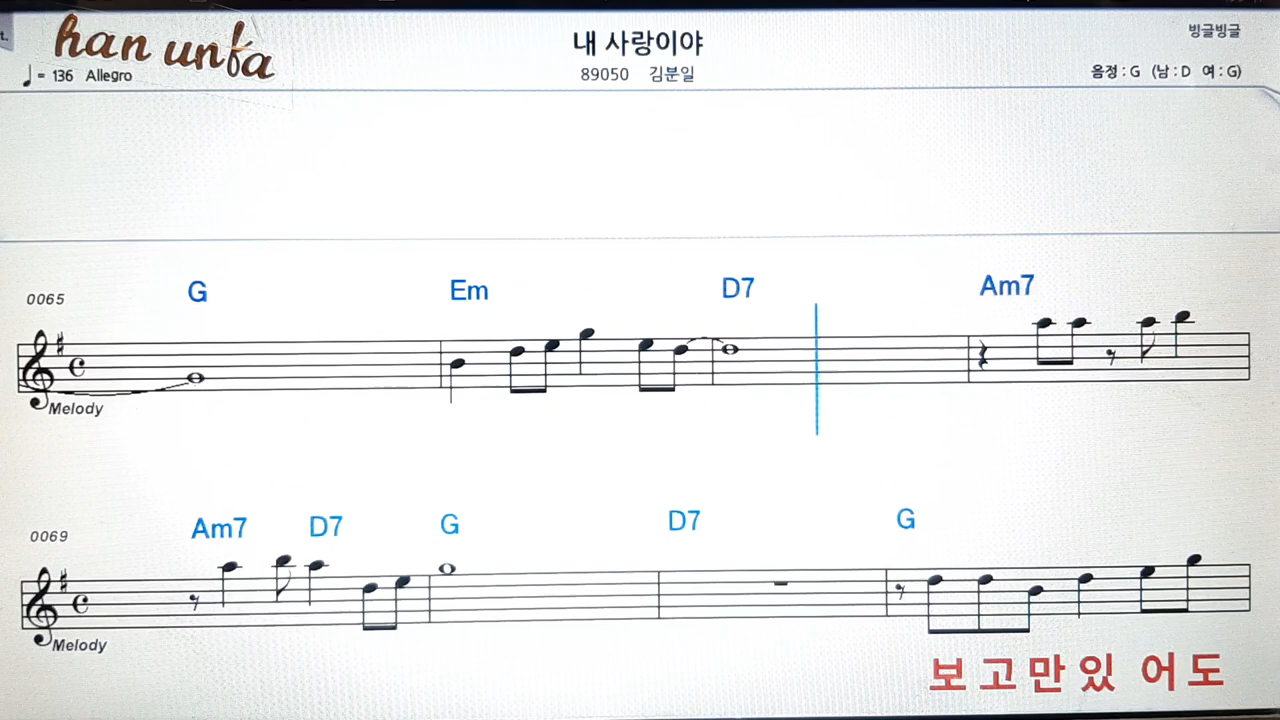 t.
han unfa
내 사랑이야
빙글빙글
♩= 136 Allegro
89050 김분일
음정 : G (남 : D 여 : G)
0065
G Em D7 Am7
Melody
0069
Am7 D7 G D7 G
Melody
보고만있 어도